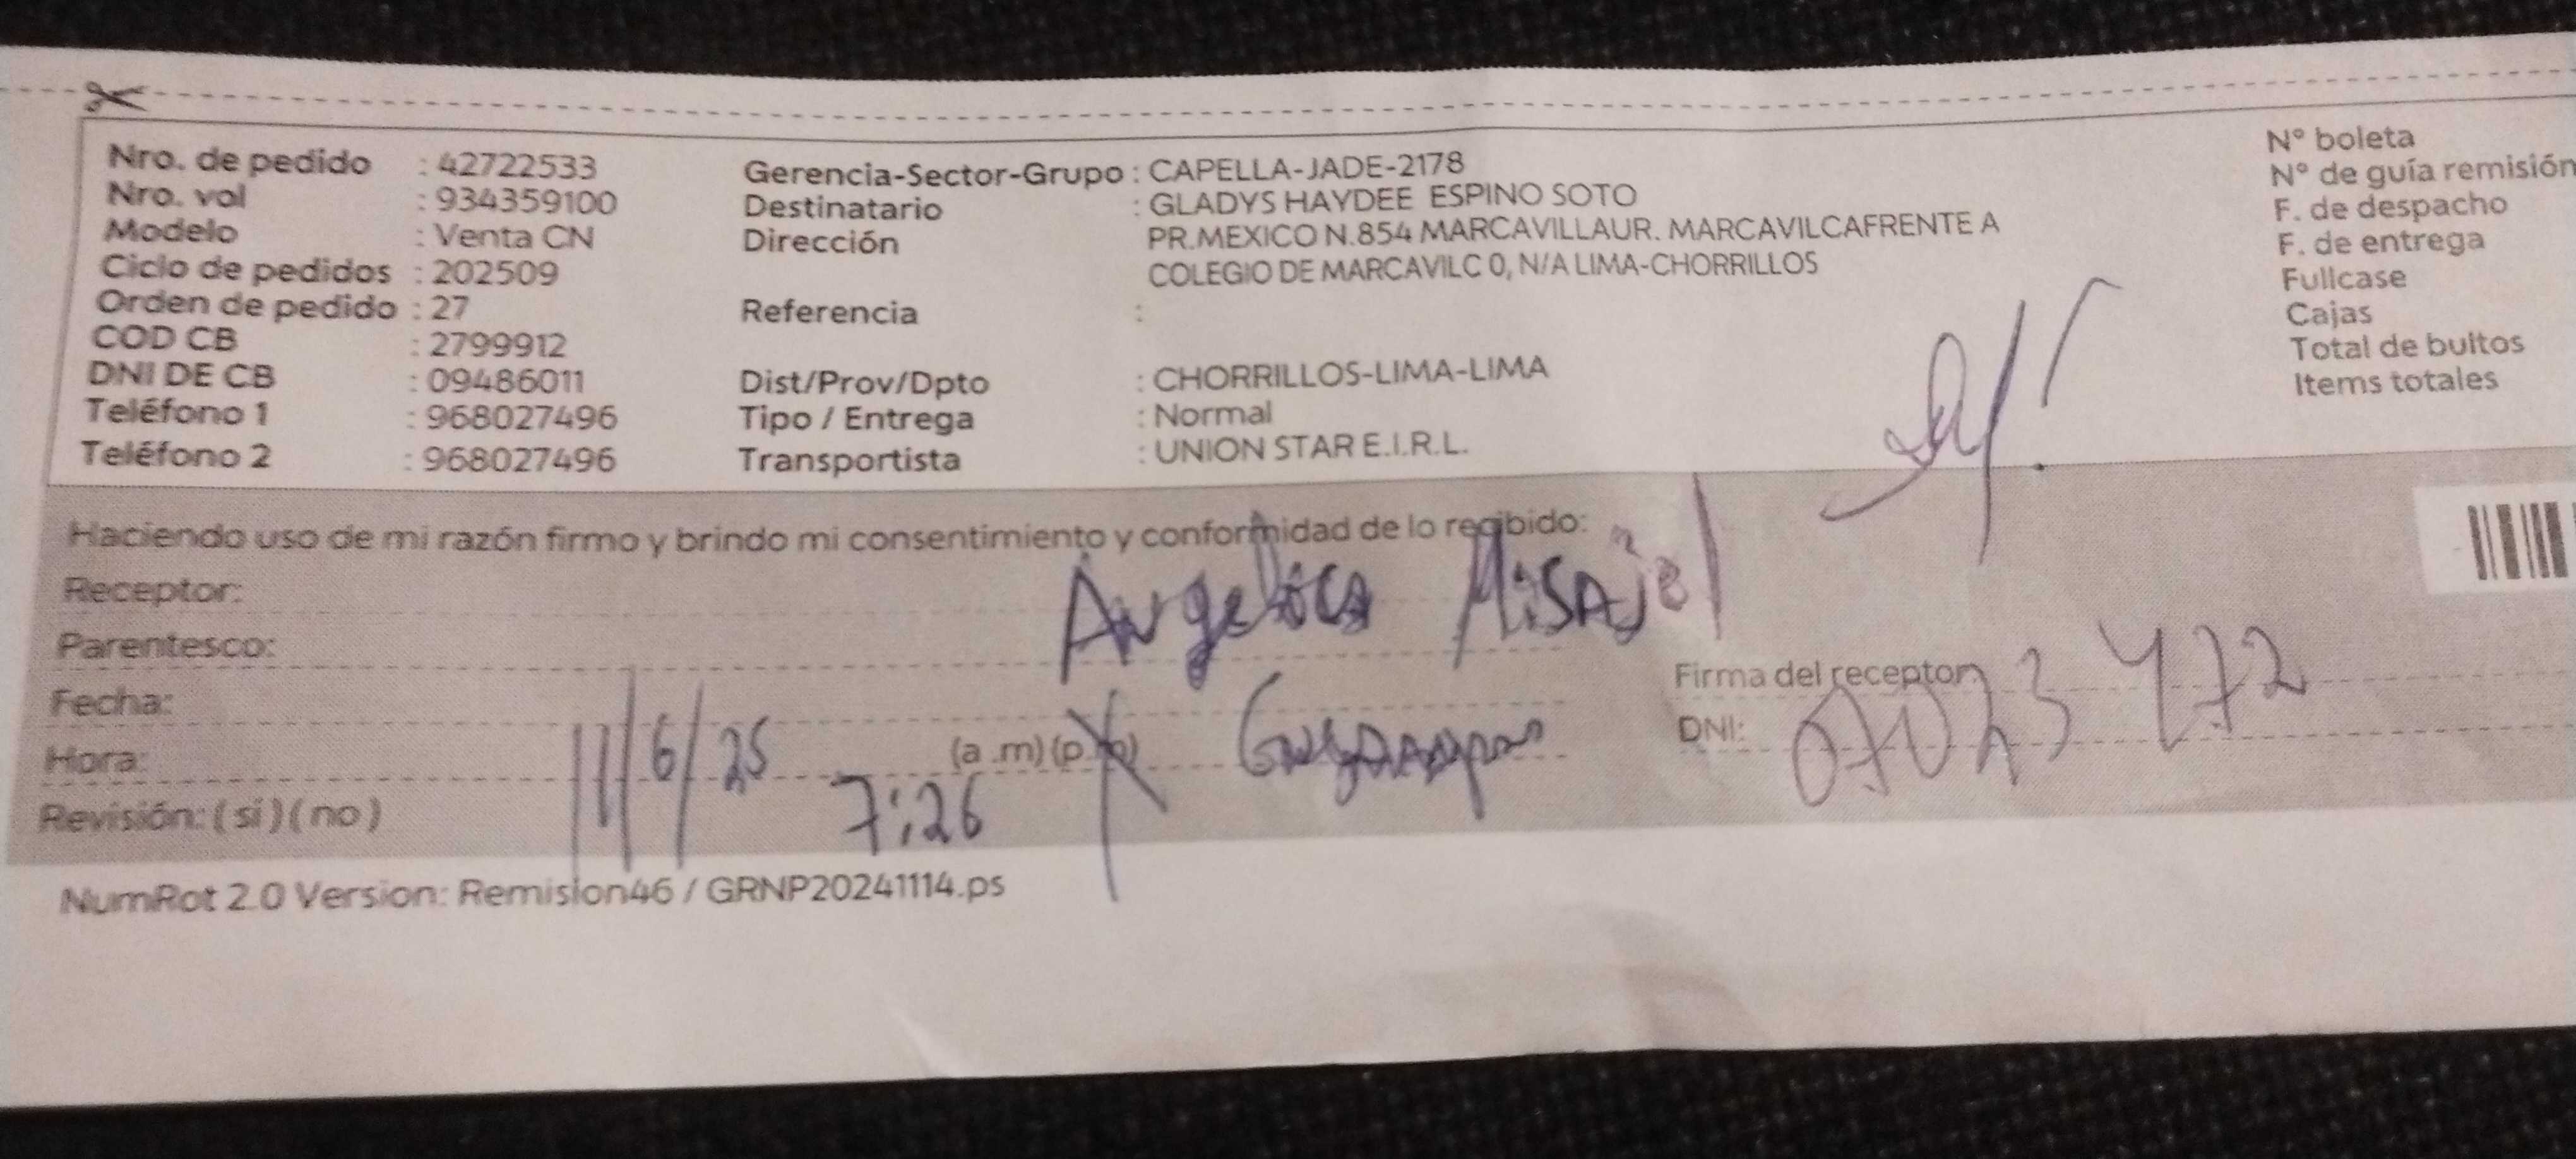 Nro. de pedido : 42722533
Nro. vol : 934359100
Modelo : Venta CN
Ciclo de pedidos : 202509
Orden de pedido : 27
COD CB : 2799912
DNI DE CB : 09486011
Teléfono 1 : 968027496
Teléfono 2 : 968027496
Gerencia-Sector-Grupo : CAPELLA-JADE-2178
Destinatario : GLADYS HAYDEE ESPINO SOTO
Dirección PR.MEXICO N.854 MARCAVILLAUR. MARCAVILCAFRENTE A
COLEGIO DE MARCAVILC 0, N/A LIMA-CHORRILLOS
Referencia :
Dist/Prov/Dpto : CHORRILLOS-LIMA-LIMA
Tipo / Entrega : Normal
Transportista : UNION STAR E.I.R.L.
N° boleta
N° de guía remisión
F. de despacho
F. de entrega
Fullcase
Cajas
Total de bultos
Items totales
Haciendo uso de mi razón firmo y brindo mi consentimiento y conformidad de lo recibido:
Receptor: Angelica
Parentesco:
Fecha: 11/6/25
Hora: 7:26 (a.m)(p.m)
Revisión: (si)(no)
Firma del receptor
DNI: 07023472
NumRot 2.0 Version: Remision46 / GRNP20241114.ps